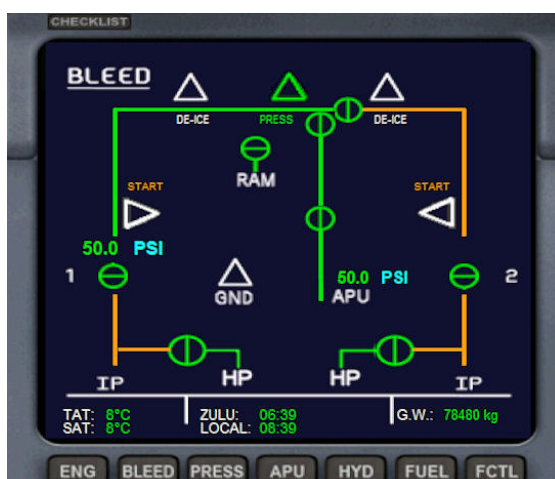 CHECKLIST
BLEED
DE-ICE PRESS DE-ICE
RAM
START START
50.0 PSI
1 GND 50.0 PSI 2
APU
IP HP HP IP
TAT: 8°C ZULU: 06:39 G.W.: 78480 kg
SAT: 8°C LOCAL: 08:39
ENG BLEED PRESS APU HYD FUEL FCTL